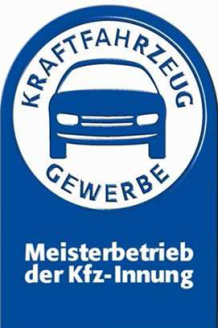 KRAFTFAHRZEUG
GEWERBE
Meisterbetrieb
der Kfz-Innung